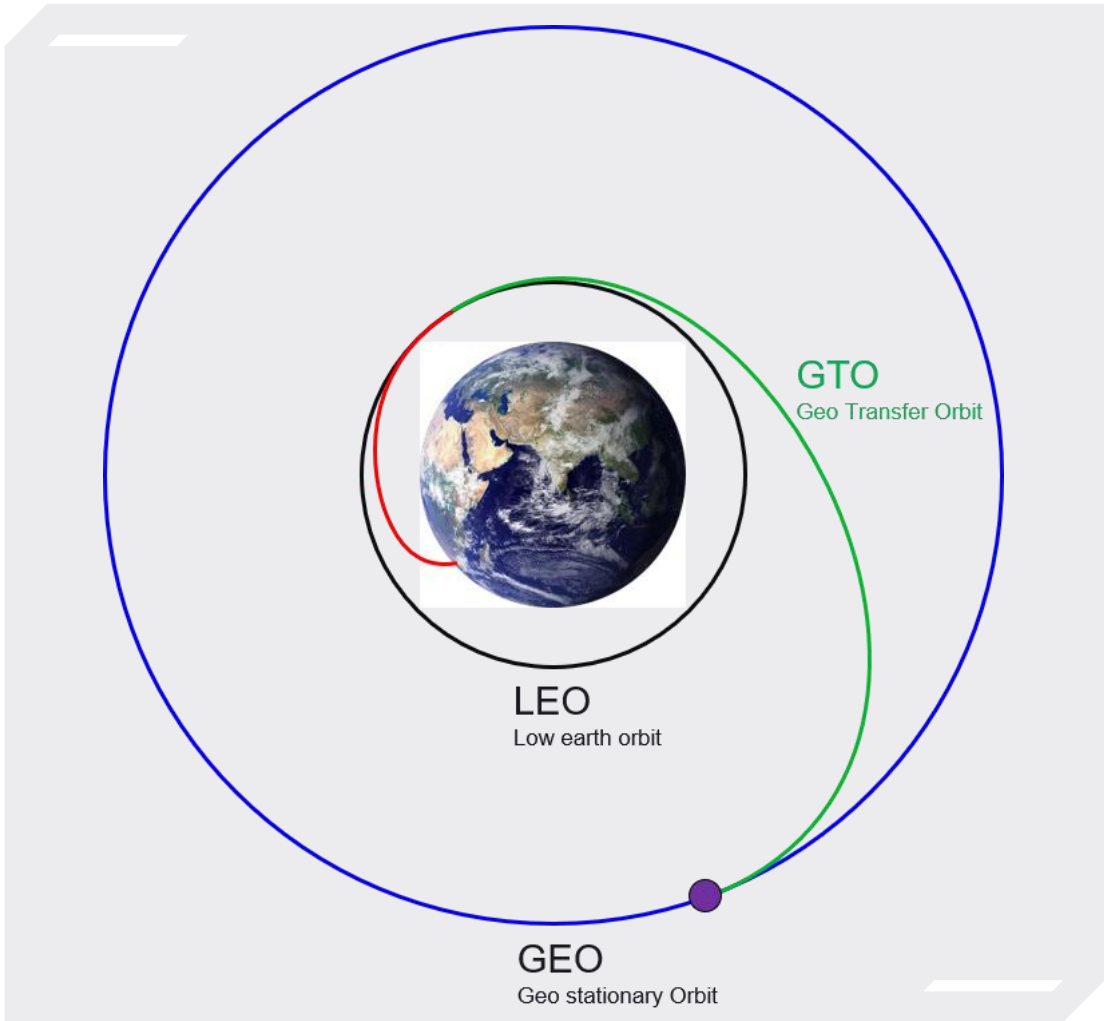 GTO
Geo Transfer Orbit
LEO
Low earth orbit
GEO
Geo stationary Orbit